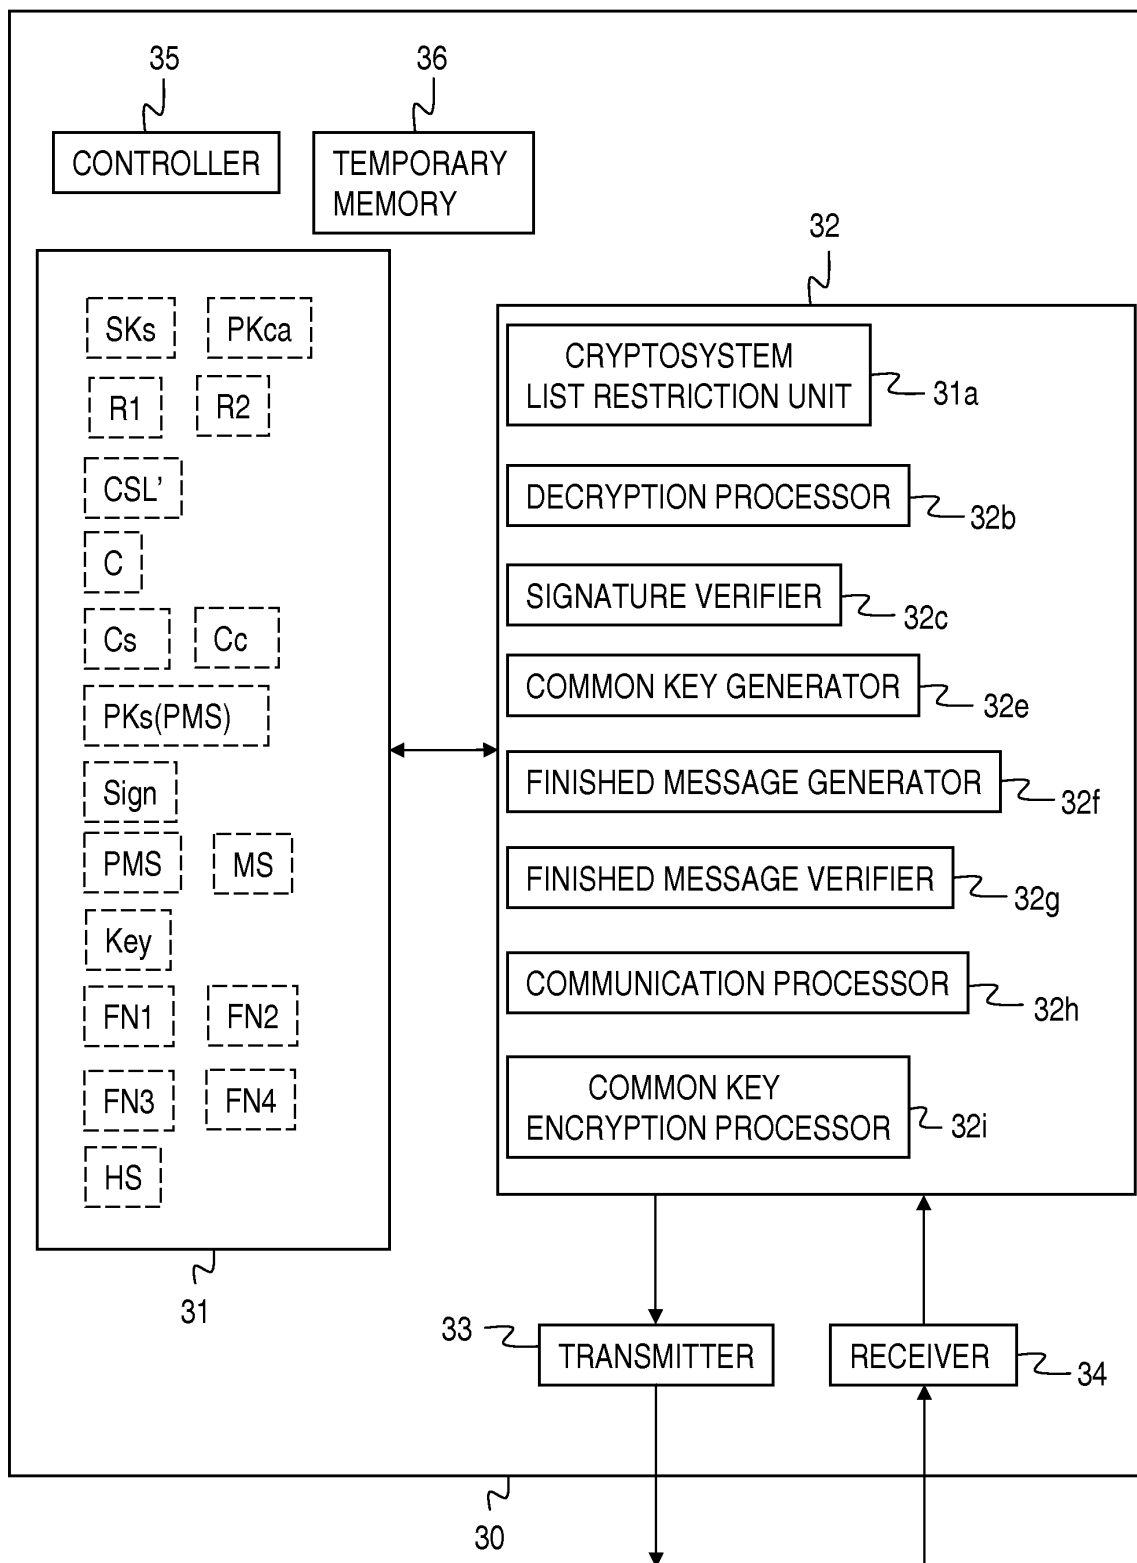 35
36
CONTROLLER
TEMPORARY
MEMORY
32
SKs
PKca
R1
R2
CSL’
C
Cs
Cc
PKs(PMS)
Sign
PMS
MS
Key
FN1
FN2
FN3
FN4
HS
31
CRYPTOSYSTEM
LIST RESTRICTION UNIT
31a
DECRYPTION PROCESSOR
32b
SIGNATURE VERIFIER
32c
COMMON KEY GENERATOR
32e
FINISHED MESSAGE GENERATOR
32f
FINISHED MESSAGE VERIFIER
32g
COMMUNICATION PROCESSOR
32h
COMMON KEY
ENCRYPTION PROCESSOR
32i
33
TRANSMITTER
RECEIVER
34
30